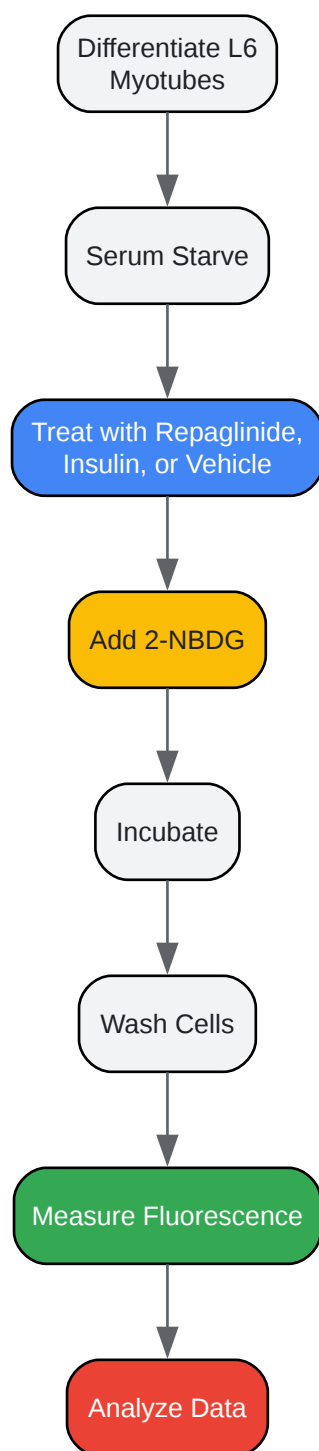 Differentiate L6
Myotubes
Serum Starve
Treat with Repaglinide,
Insulin, or Vehicle
Add 2-NBDG
Incubate
Wash Cells
Measure Fluorescence
Analyze Data